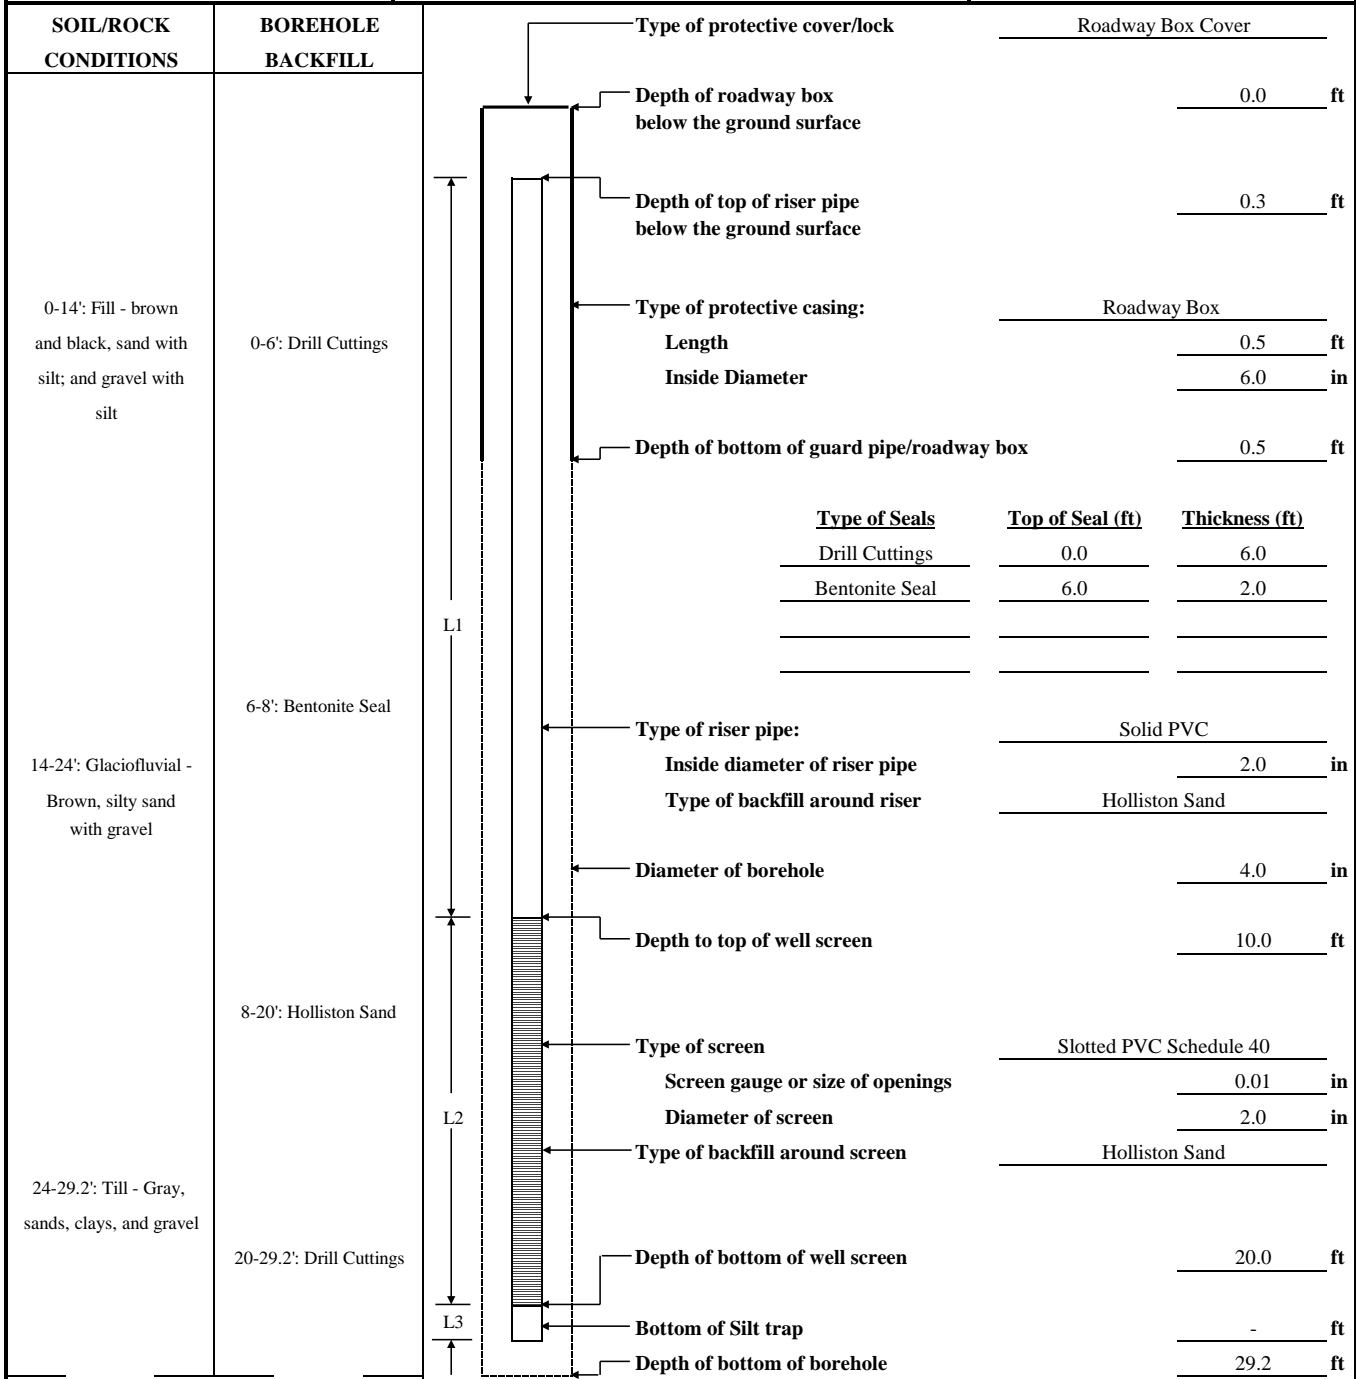 SOIL/ROCK CONDITIONS
BOREHOLE BACKFILL
Type of protective cover/lock Roadway Box Cover
Depth of roadway box 0.0 ft
below the ground surface
Depth of top of riser pipe 0.3 ft
below the ground surface
0-14': Fill - brown
and black, sand with
silt; and gravel with
silt
0-6': Drill Cuttings
Type of protective casing: Roadway Box
Length 0.5 ft
Inside Diameter 6.0 in
Depth of bottom of guard pipe/roadway box 0.5 ft
Type of Seals Top of Seal (ft) Thickness (ft)
Drill Cuttings 0.0 6.0
Bentonite Seal 6.0 2.0
L1
6-8': Bentonite Seal
Type of riser pipe: Solid PVC
14-24': Glaciofluvial -
Brown, silty sand
with gravel
Inside diameter of riser pipe 2.0 in
Type of backfill around riser Holliston Sand
Diameter of borehole 4.0 in
Depth to top of well screen 10.0 ft
8-20': Holliston Sand
Type of screen Slotted PVC Schedule 40
Screen gauge or size of openings 0.01 in
L2
Diameter of screen 2.0 in
Type of backfill around screen Holliston Sand
24-29.2': Till - Gray,
sands, clays, and gravel
20-29.2': Drill Cuttings
Depth of bottom of well screen 20.0 ft
L3
Bottom of Silt trap - ft
Depth of bottom of borehole 29.2 ft